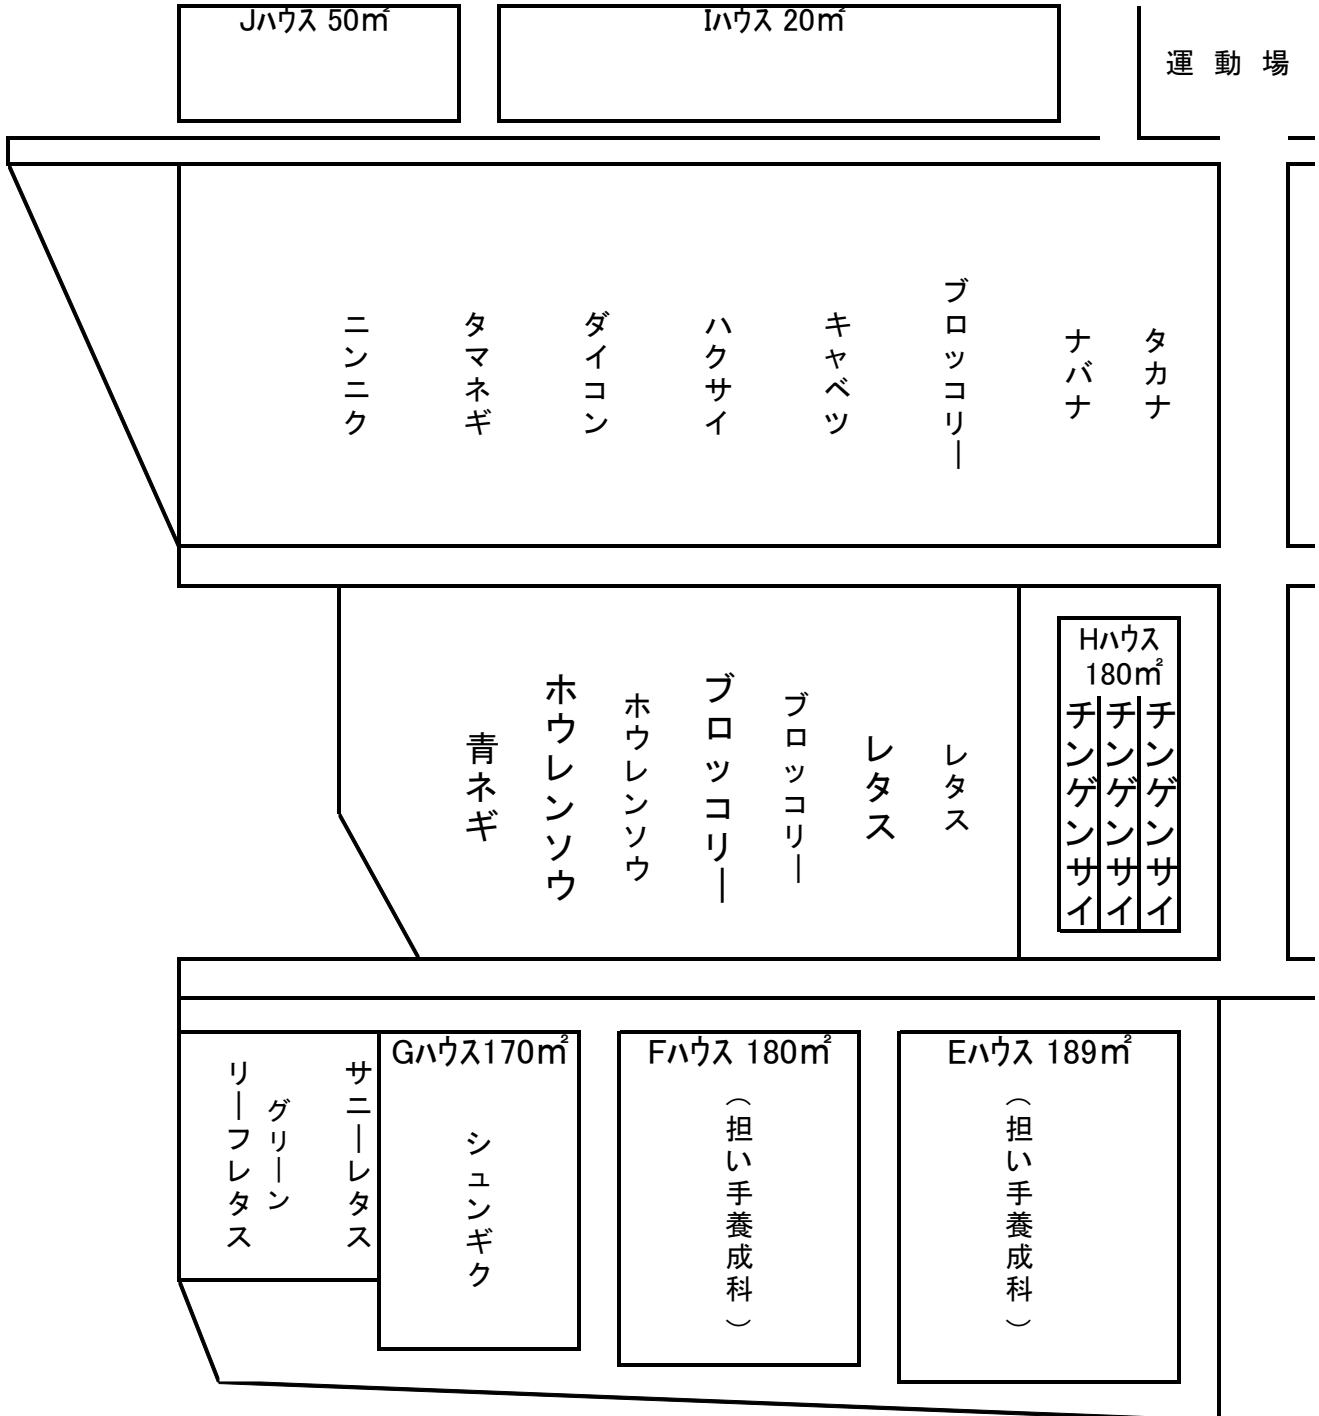 Jハウス 50㎡
Iハウス 20㎡
運動場
ニンニク
タマネギ
ダイコン
ハクサイ
キャベツ
ブロッコリー
ナバナ
タカナ
青ネギ
ホウレンソウ
ホウレンソウ
ブロッコリー
ブロッコリー
レタス
レタス
Hハウス
180㎡
チンゲンサイ
チンゲンサイ
チンゲンサイ
グリーン
リーフレタス
サニーレタス
Gハウス170㎡
シュンギク
Fハウス 180㎡
（担い手養成科）
Eハウス 189㎡
（担い手養成科）